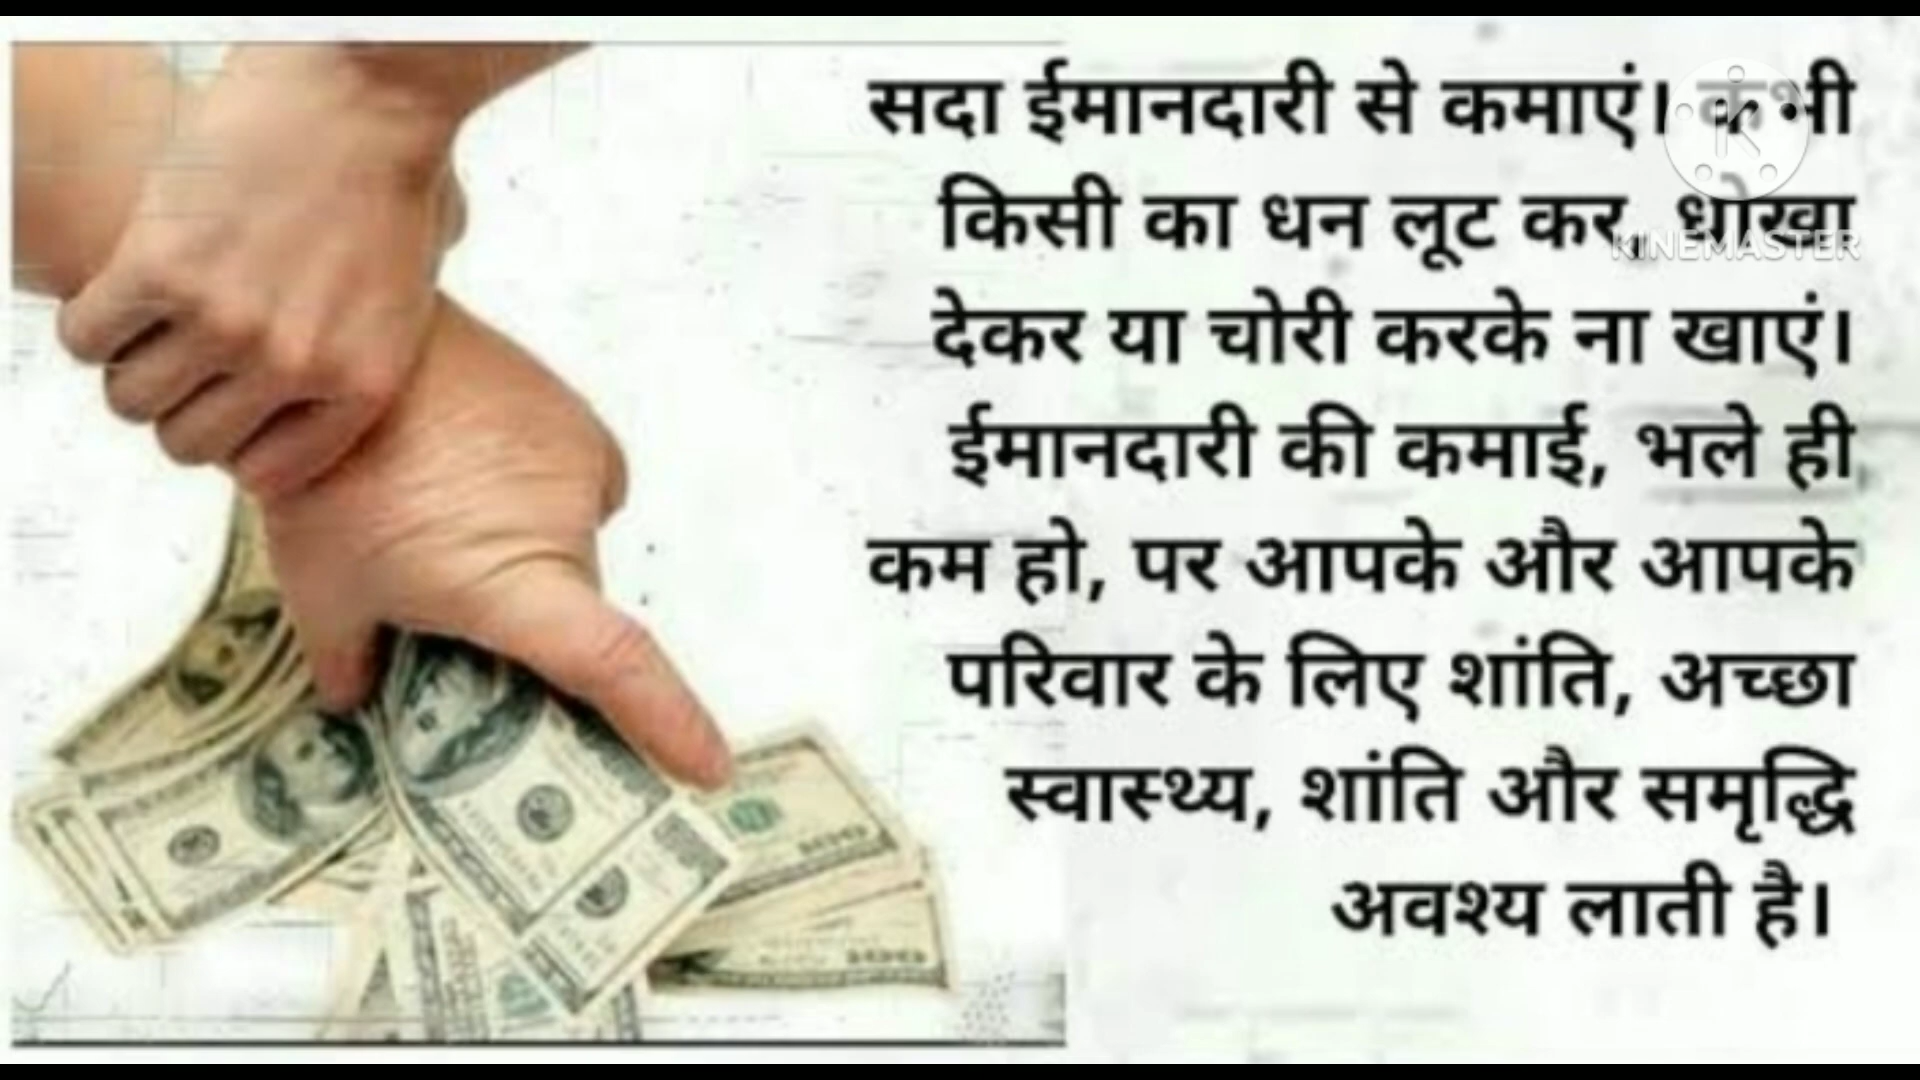 सदा ईमानदारी से कमाएं। कभी
किसी का धन लूट कर, धोखा
देकर या चोरी करके ना खाएं।
ईमानदारी की कमाई, भले ही
कम हो, पर आपके और आपके
परिवार के लिए शांति, अच्छा
स्वास्थ्य, शांति और समृद्धि
अवश्य लाती है।
KINEMASTER